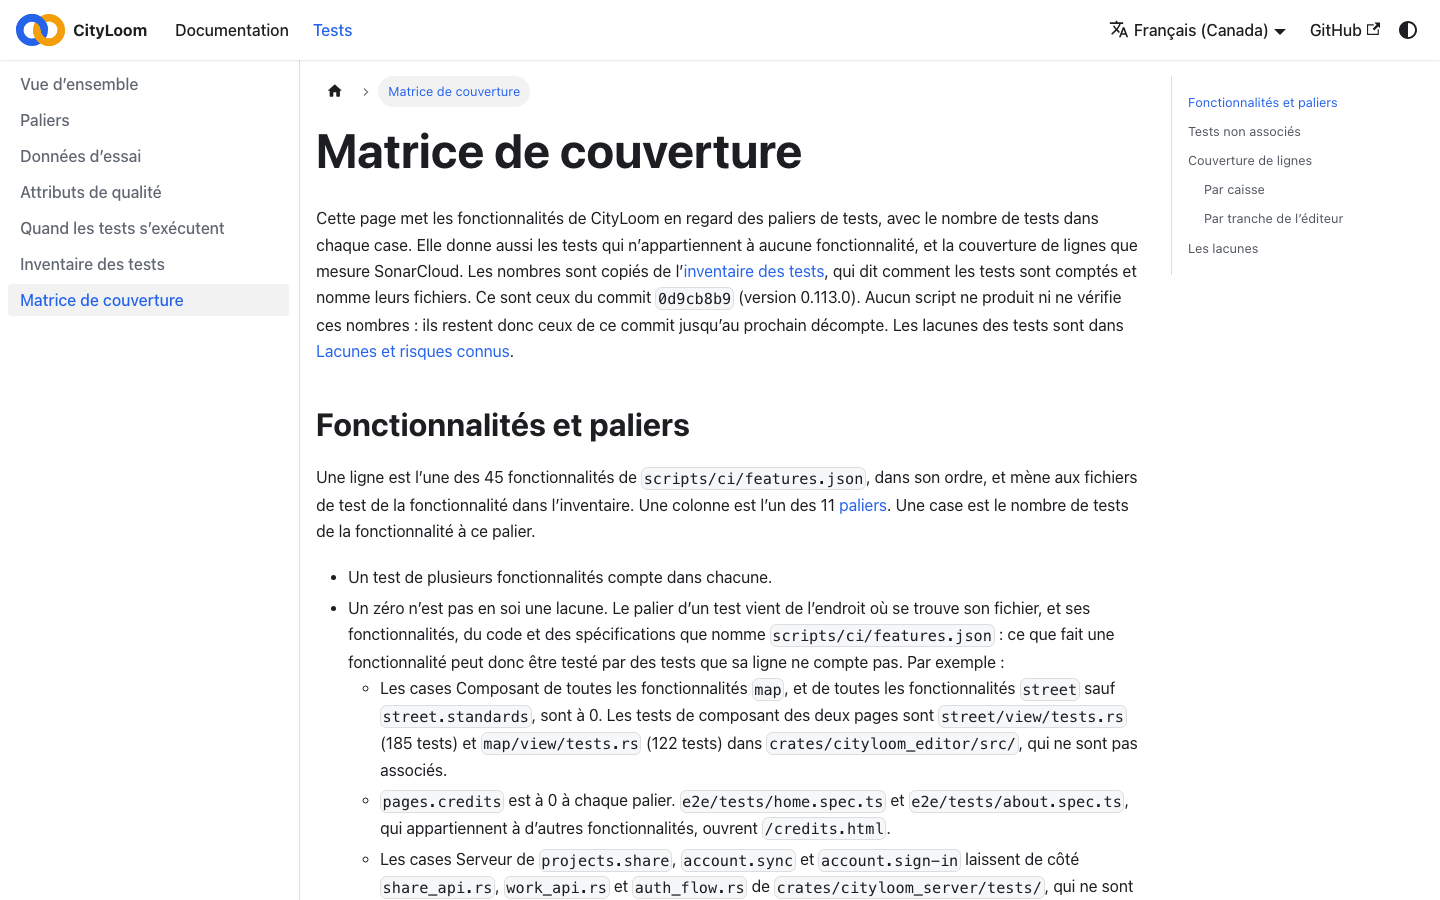 CityLoom
Documentation
Tests
Français (Canada)
GitHub
Vue d’ensemble
Paliers
Données d’essai
Attributs de qualité
Quand les tests s’exécutent
Inventaire des tests
Matrice de couverture
Matrice de couverture
Matrice de couverture
Cette page met les fonctionnalités de CityLoom en regard des paliers de tests, avec le nombre de tests dans
chaque case. Elle donne aussi les tests qui n’appartiennent à aucune fonctionnalité, et la couverture de lignes que
mesure SonarCloud. Les nombres sont copiés de l’inventaire des tests, qui dit comment les tests sont comptés et
nomme leurs fichiers. Ce sont ceux du commit 0d9cb8b9 (version 0.113.0). Aucun script ne produit ni ne vérifie
ces nombres : ils restent donc ceux de ce commit jusqu’au prochain décompte. Les lacunes des tests sont dans
Lacunes et risques connus.
Fonctionnalités et paliers
Une ligne est l’une des 45 fonctionnalités de scripts/ci/features.json, dans son ordre, et mène aux fichiers
de test de la fonctionnalité dans l’inventaire. Une colonne est l’un des 11 paliers. Une case est le nombre de tests
de la fonctionnalité à ce palier.
• Un test de plusieurs fonctionnalités compte dans chacune.
• Un zéro n’est pas en soi une lacune. Le palier d’un test vient de l’endroit où se trouve son fichier, et ses
fonctionnalités, du code et des spécifications que nomme scripts/ci/features.json : ce que fait une
fonctionnalité peut donc être testé par des tests que sa ligne ne compte pas. Par exemple :
◦ Les cases Composant de toutes les fonctionnalités map, et de toutes les fonctionnalités street sauf
street.standards, sont à 0. Les tests de composant des deux pages sont street/view/tests.rs
(185 tests) et map/view/tests.rs (122 tests) dans crates/cityloom_editor/src/, qui ne sont pas
associés.
◦ pages.credits est à 0 à chaque palier. e2e/tests/home.spec.ts et e2e/tests/about.spec.ts,
qui appartiennent à d’autres fonctionnalités, ouvrent /credits.html.
◦ Les cases Serveur de projects.share, account.sync et account.sign-in laissent de côté
share_api.rs, work_api.rs et auth_flow.rs de crates/cityloom_server/tests/, qui ne sont
Fonctionnalités et paliers
Tests non associés
Couverture de lignes
Par caisse
Par tranche de l’éditeur
Les lacunes